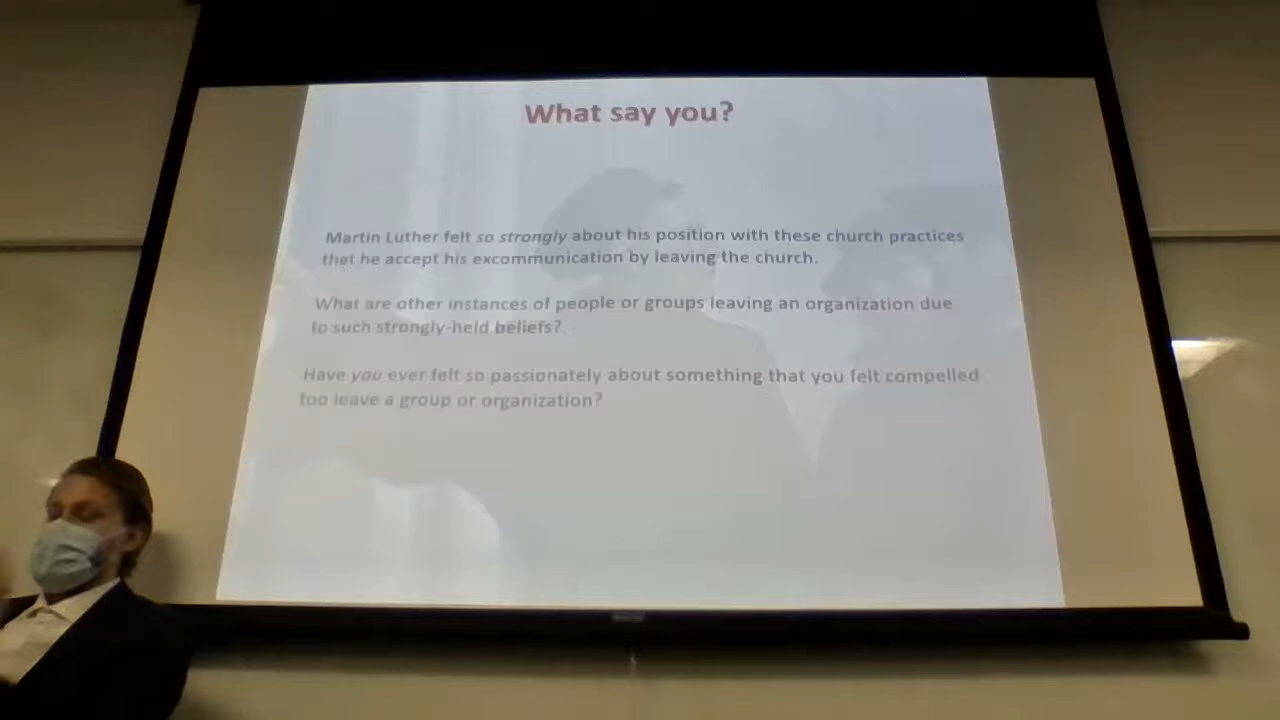 What say you?
Martin Luther felt so strongly about his position with these church practices
that he accept his excommunication by leaving the church.
What are other instances of people or groups leaving an organization due
to such strongly-held beliefs?
Have you ever felt so passionately about something that you felt compelled
too leave a group or organization?